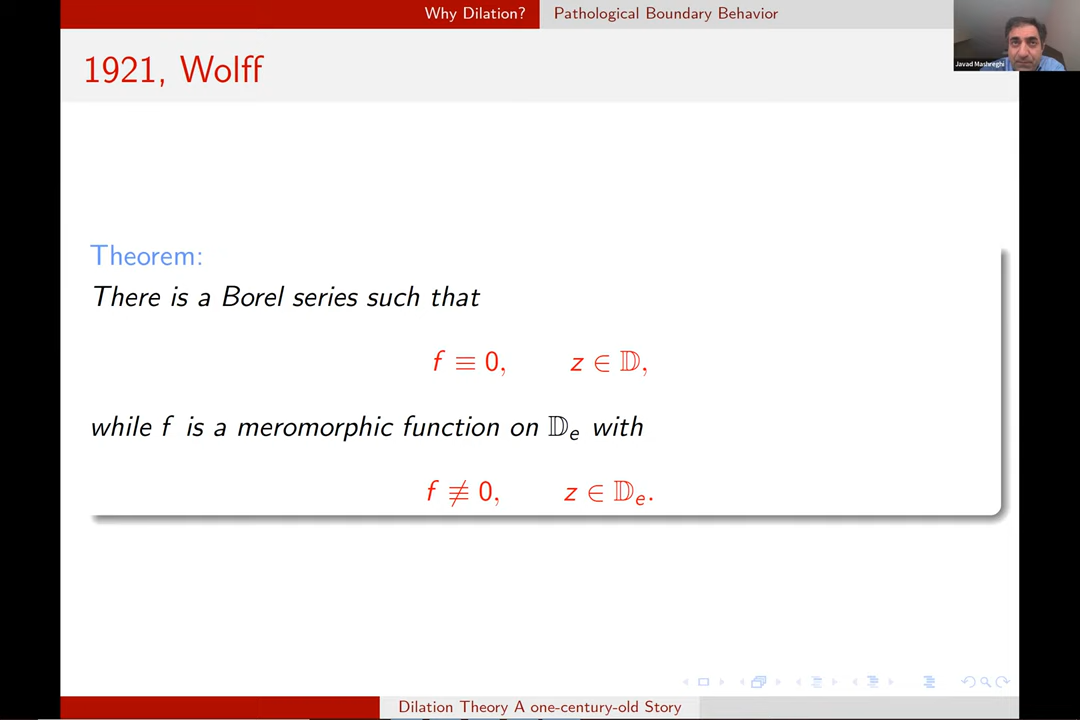 Why Dilation? Pathological Boundary Behavior
Javad Mashreghi
1921, Wolff
Theorem:
There is a Borel series such that
f ≡ 0, z ∈ 𝔻,
while f is a meromorphic function on 𝔻ₑ with
f ≢ 0, z ∈ 𝔻ₑ.
Dilation Theory A one-century-old Story